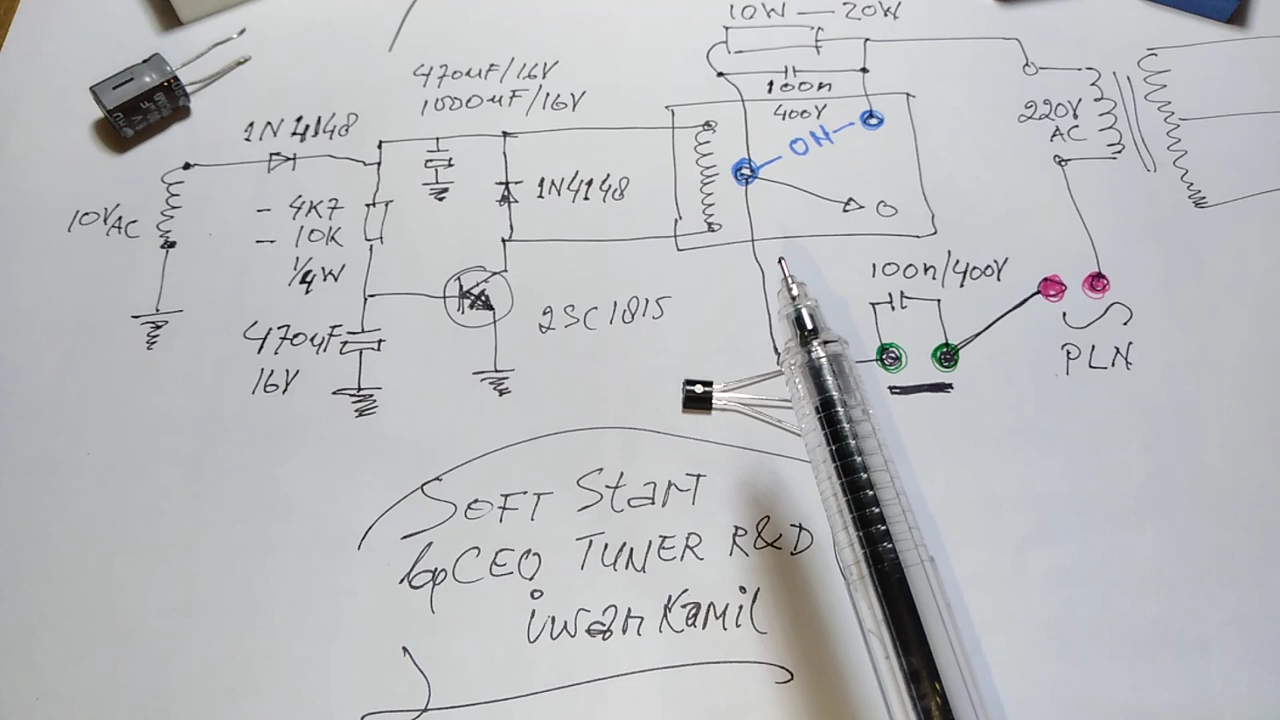 10W — 20W
470uF/16V
1000uF/16V
100n
400V
1N4148
ON
220V
AC
1N4148
10VAC
- 4K7
- 10K
1/4W
100n/400V
2SC1815
470uF
16V
PLN
SOFT Start
by CEO TUNER R&D
iwan Kamil